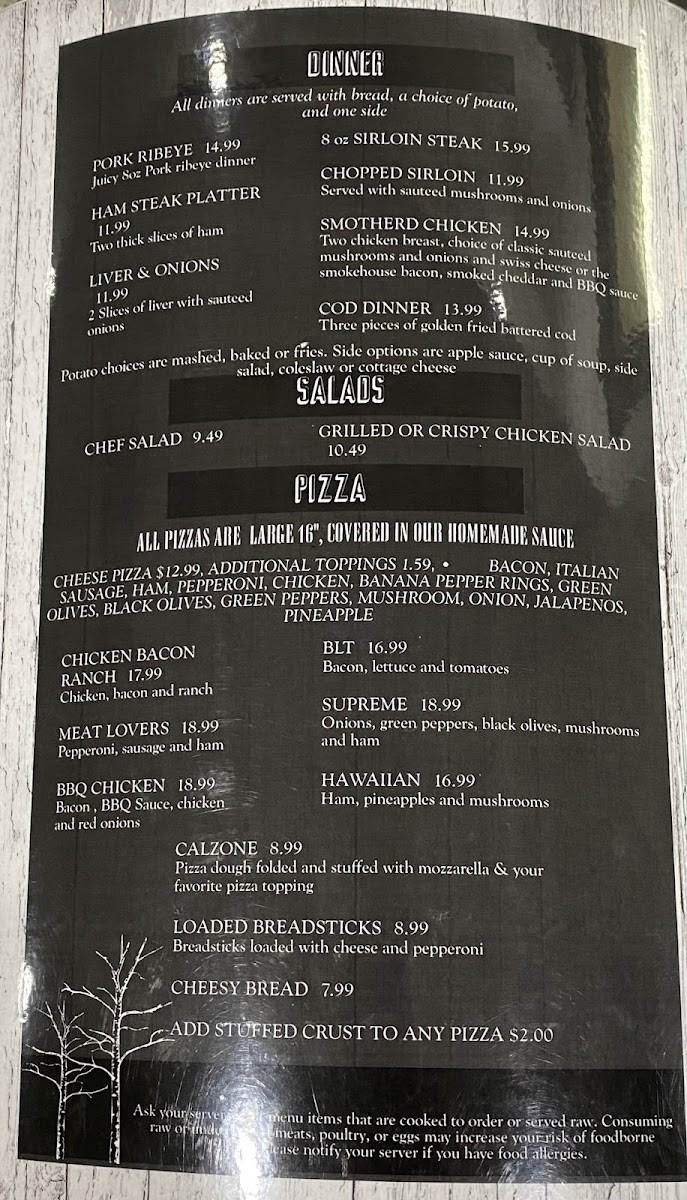 DINNER
All dinners are served with bread, a choice of potato,
and one side
PORK RIBEYE 14.99
Juicy 8oz Pork ribeye dinner
HAM STEAK PLATTER
11.99
Two thick slices of ham
LIVER & ONIONS
11.99
2 Slices of liver with sauteed
onions
8 oz SIRLOIN STEAK 15.99
CHOPPED SIRLOIN 11.99
Served with sauteed mushrooms and onions
SMOTHERD CHICKEN 14.99
Two chicken breast, choice of classic sauteed
mushrooms and onions and swiss cheese or the
smokehouse bacon, smoked cheddar and BBQ sauce
COD DINNER 13.99
Three pieces of golden fried battered cod
Potato choices are mashed, baked or fries. Side options are apple sauce, cup of soup, side
salad, coleslaw or cottage cheese
SALADS
CHEF SALAD 9.49
GRILLED OR CRISPY CHICKEN SALAD
10.49
PIZZA
ALL PIZZAS ARE LARGE 16", COVERED IN OUR HOMEMADE SAUCE
CHEESE PIZZA $12.99, ADDITIONAL TOPPINGS 1.59, • BACON, ITALIAN
SAUSAGE, HAM, PEPPERONI, CHICKEN, BANANA PEPPER RINGS, GREEN
OLIVES, BLACK OLIVES, GREEN PEPPERS, MUSHROOM, ONION, JALAPENOS,
PINEAPPLE
CHICKEN BACON
RANCH 17.99
Chicken, bacon and ranch
MEAT LOVERS 18.99
Pepperoni, sausage and ham
BBQ CHICKEN 18.99
Bacon , BBQ Sauce, chicken
and red onions
BLT 16.99
Bacon, lettuce and tomatoes
SUPREME 18.99
Onions, green peppers, black olives, mushrooms
and ham
HAWAIIAN 16.99
Ham, pineapples and mushrooms
CALZONE 8.99
Pizza dough folded and stuffed with mozzarella & your
favorite pizza topping
LOADED BREADSTICKS 8.99
Breadsticks loaded with cheese and pepperoni
CHEESY BREAD 7.99
ADD STUFFED CRUST TO ANY PIZZA $2.00
Ask your server menu items that are cooked to order or served raw. Consuming
raw or meats, poultry, or eggs may increase your risk of foodborne
please notify your server if you have food allergies.